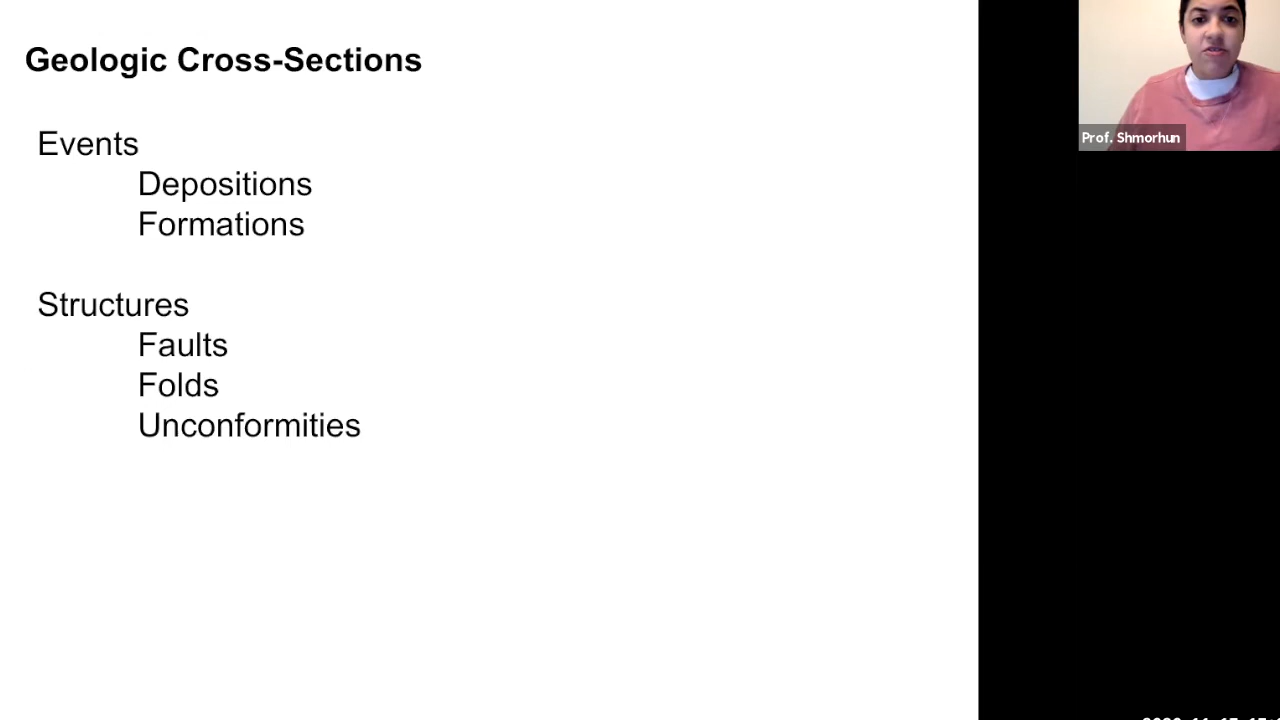 Geologic Cross-Sections
Events
Depositions
Formations
Structures
Faults
Folds
Unconformities
Prof. Shmorhun